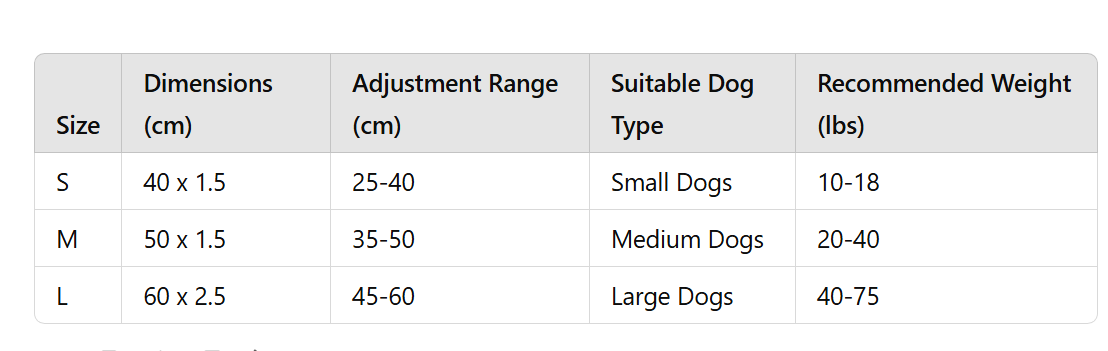 Size Dimensions (cm) Adjustment Range (cm) Suitable Dog Type Recommended Weight (lbs)
S 40 x 1.5 25-40 Small Dogs 10-18
M 50 x 1.5 35-50 Medium Dogs 20-40
L 60 x 2.5 45-60 Large Dogs 40-75